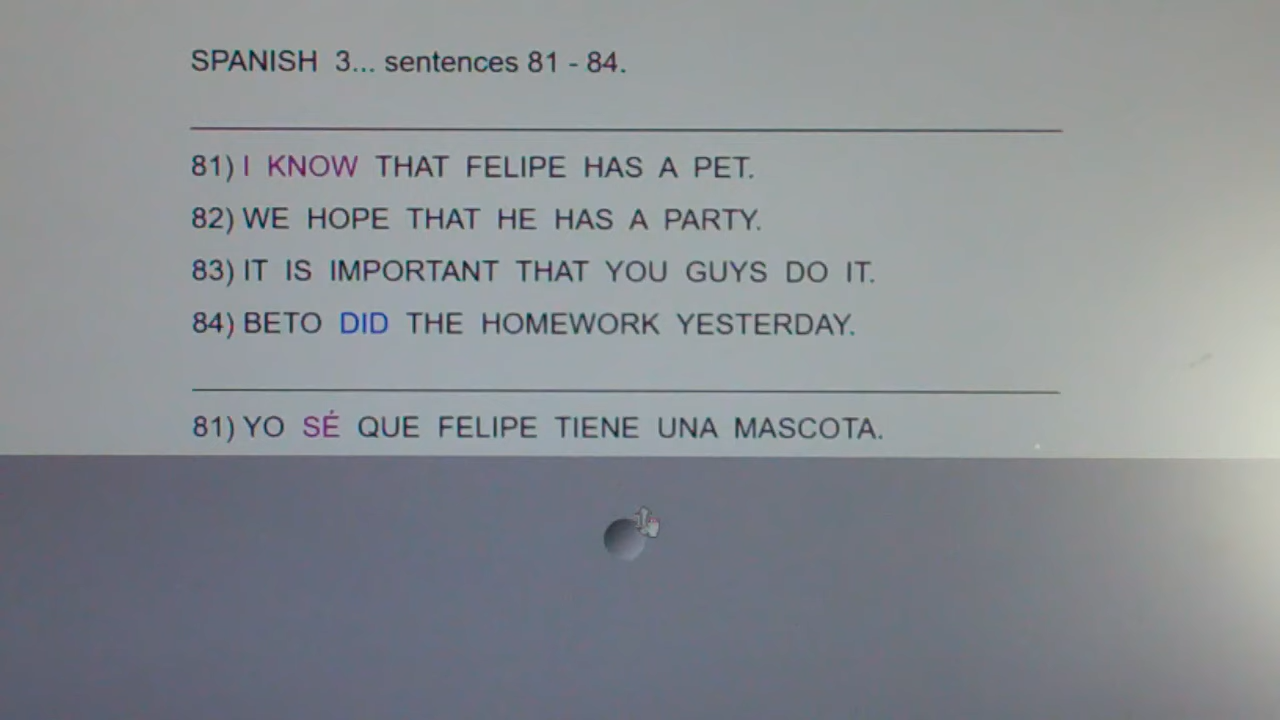 SPANISH 3... sentences 81 - 84.
81) I KNOW THAT FELIPE HAS A PET.
82) WE HOPE THAT HE HAS A PARTY.
83) IT IS IMPORTANT THAT YOU GUYS DO IT.
84) BETO DID THE HOMEWORK YESTERDAY.
81) YO SÉ QUE FELIPE TIENE UNA MASCOTA.